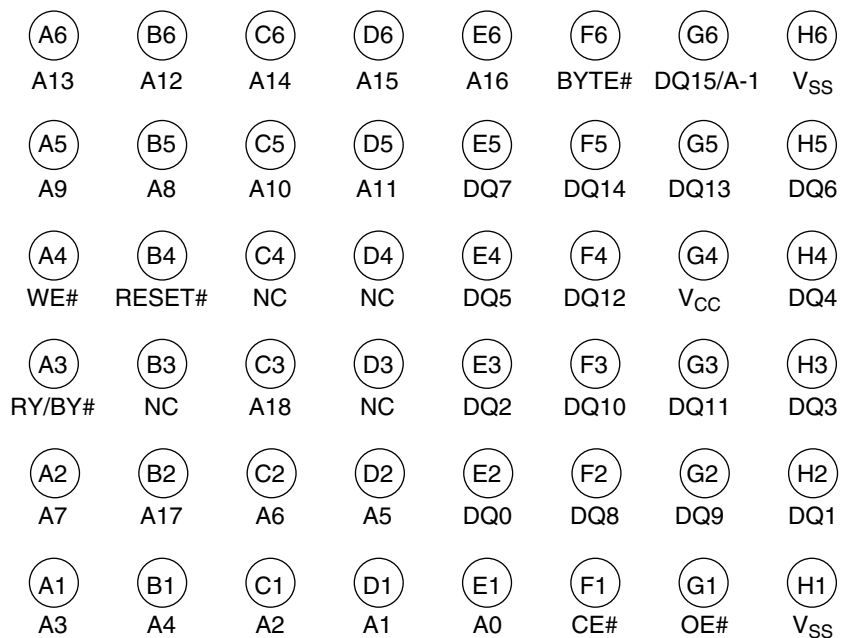 A6 B6 C6 D6 E6 F6 G6 H6
A13 A12 A14 A15 A16 BYTE# DQ15/A-1 VSS
A5 B5 C5 D5 E5 F5 G5 H5
A9 A8 A10 A11 DQ7 DQ14 DQ13 DQ6
A4 B4 C4 D4 E4 F4 G4 H4
WE# RESET# NC NC DQ5 DQ12 VCC DQ4
A3 B3 C3 D3 E3 F3 G3 H3
RY/BY# NC A18 NC DQ2 DQ10 DQ11 DQ3
A2 B2 C2 D2 E2 F2 G2 H2
A7 A17 A6 A5 DQ0 DQ8 DQ9 DQ1
A1 B1 C1 D1 E1 F1 G1 H1
A3 A4 A2 A1 A0 CE# OE# VSS